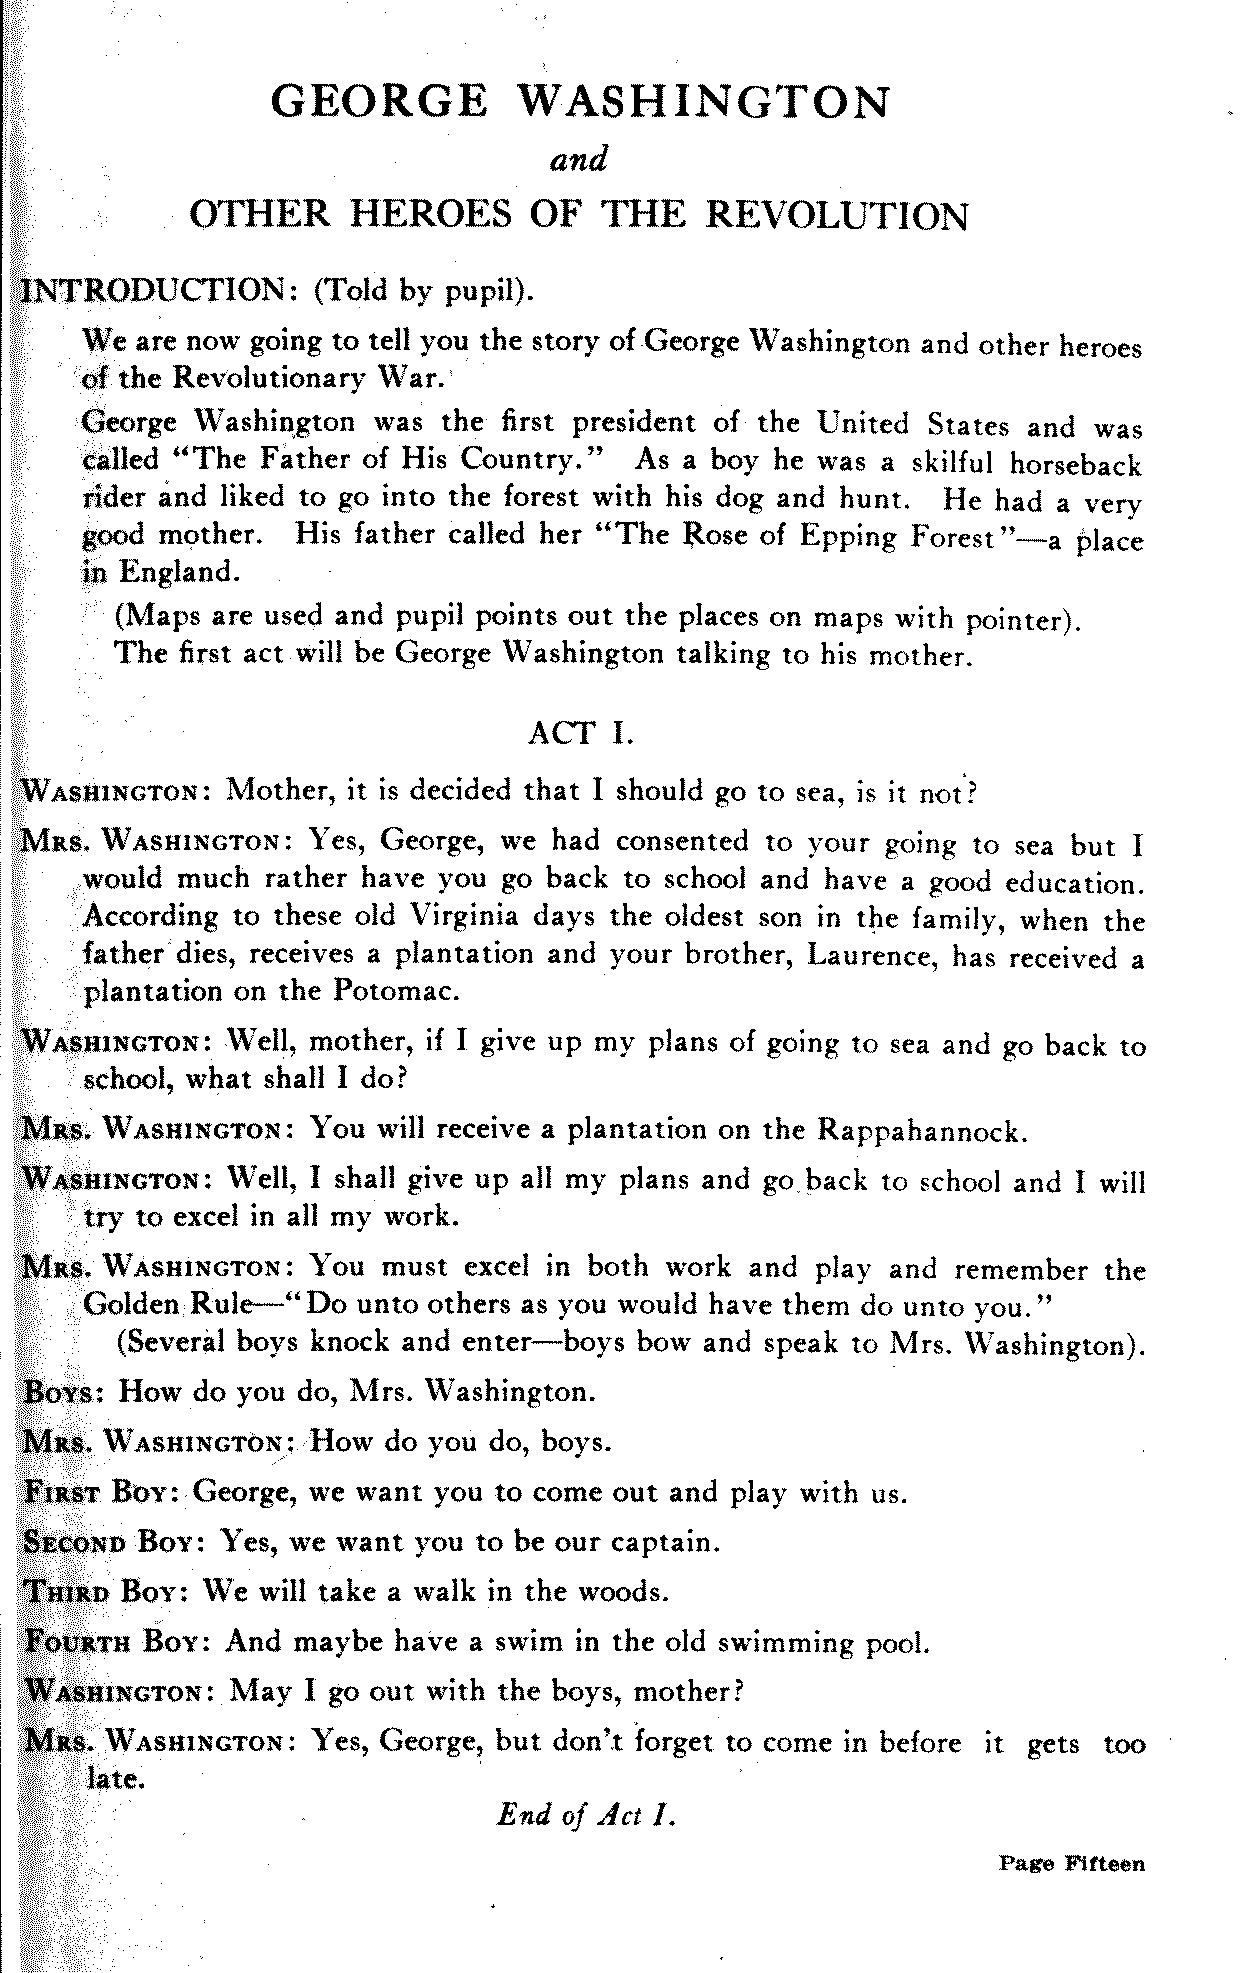 GEORGE WASHINGTON
and
OTHER HEROES OF THE REVOLUTION
INTRODUCTION: (Told by pupil).
We are now going to tell you the story of George Washington and other heroes
of the Revolutionary War.
George Washington was the first president of the United States and was
called “The Father of His Country.” As a boy he was a skilful horseback
rider and liked to go into the forest with his dog and hunt. He had a very
good mother. His father called her “The Rose of Epping Forest”—a place
in England.
(Maps are used and pupil points out the places on maps with pointer).
The first act will be George Washington talking to his mother.
ACT I.
WASHINGTON: Mother, it is decided that I should go to sea, is it not?
MRS. WASHINGTON: Yes, George, we had consented to your going to sea but I
would much rather have you go back to school and have a good education.
According to these old Virginia days the oldest son in the family, when the
father dies, receives a plantation and your brother, Laurence, has received a
plantation on the Potomac.
WASHINGTON: Well, mother, if I give up my plans of going to sea and go back to
school, what shall I do?
MRS. WASHINGTON: You will receive a plantation on the Rappahannock.
WASHINGTON: Well, I shall give up all my plans and go back to school and I will
try to excel in all my work.
MRS. WASHINGTON: You must excel in both work and play and remember the
Golden Rule—“Do unto others as you would have them do unto you.”
(Several boys knock and enter—boys bow and speak to Mrs. Washington).
BOYS: How do you do, Mrs. Washington.
MRS. WASHINGTON: How do you do, boys.
FIRST BOY: George, we want you to come out and play with us.
SECOND BOY: Yes, we want you to be our captain.
THIRD BOY: We will take a walk in the woods.
FOURTH BOY: And maybe have a swim in the old swimming pool.
WASHINGTON: May I go out with the boys, mother?
MRS. WASHINGTON: Yes, George, but don't forget to come in before it gets too
late.
End of Act I.
Page Fifteen